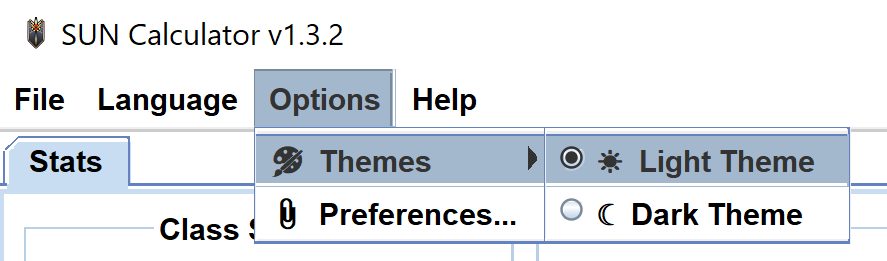 SUN Calculator v1.3.2
File Language Options Help
Stats
Themes
Light Theme
Preferences...
Dark Theme
Class